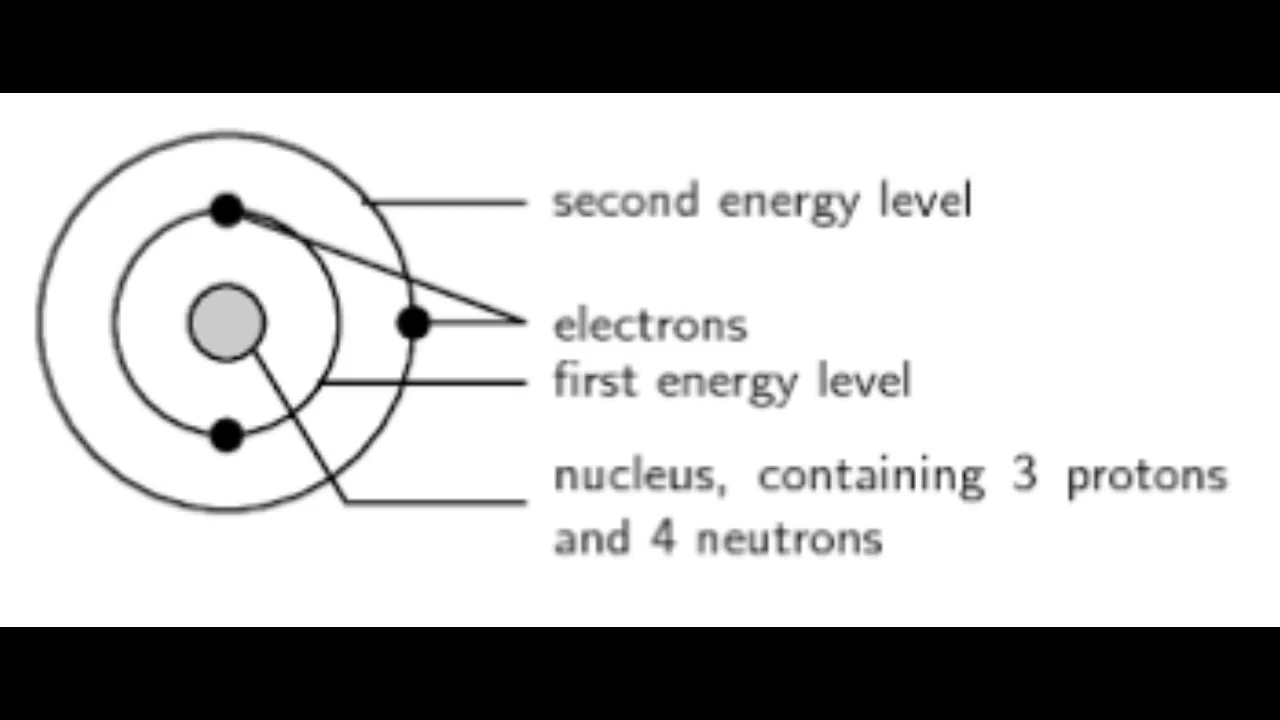 second energy level
electrons
first energy level
nucleus, containing 3 protons
and 4 neutrons